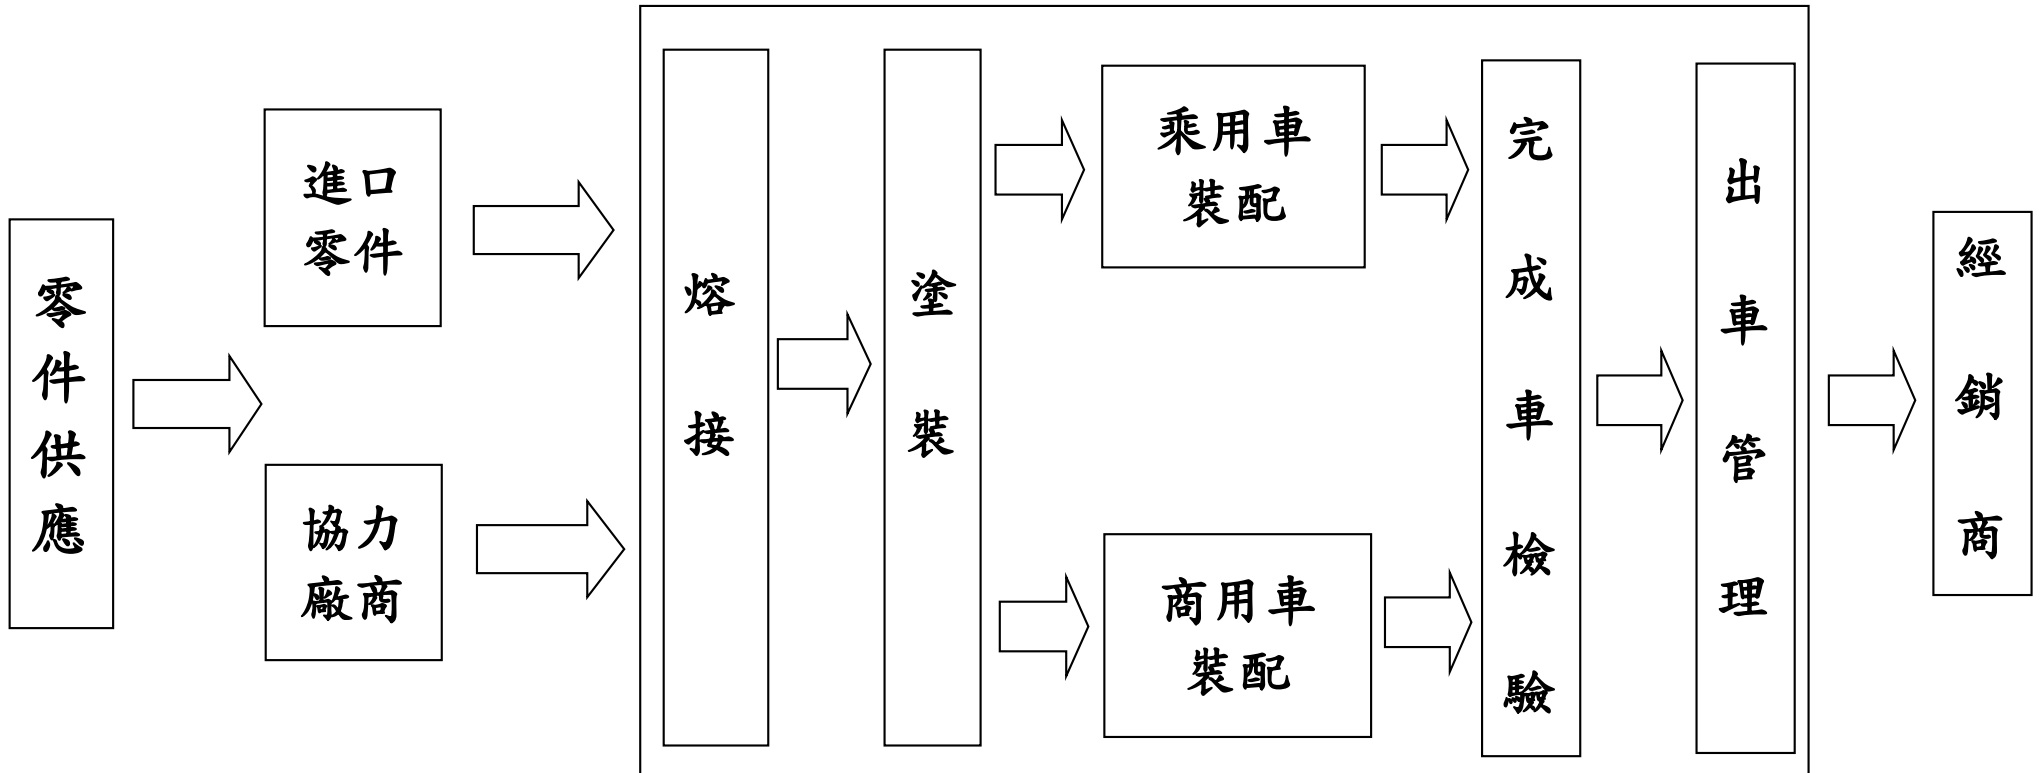 零件供應
進口
零件
協力
廠商
熔接
塗裝
乘用車
裝配
商用車
裝配
完成車檢驗
出車管理
經銷商